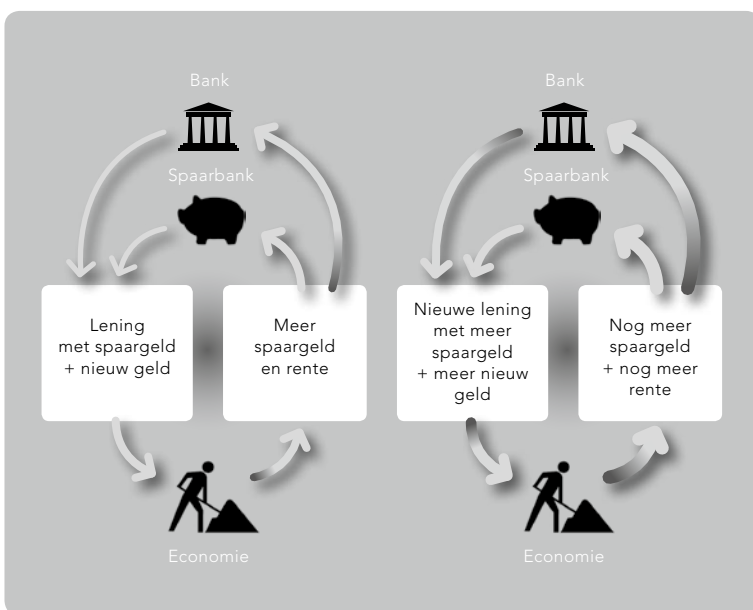 Bank
Spaarbank
Lening
met spaargeld
+ nieuw geld
Meer
spaargeld
en rente
Economie
Bank
Spaarbank
Nieuwe lening
met meer
spaargeld
+ meer nieuw
geld
Nog meer
spaargeld
+ nog meer
rente
Economie